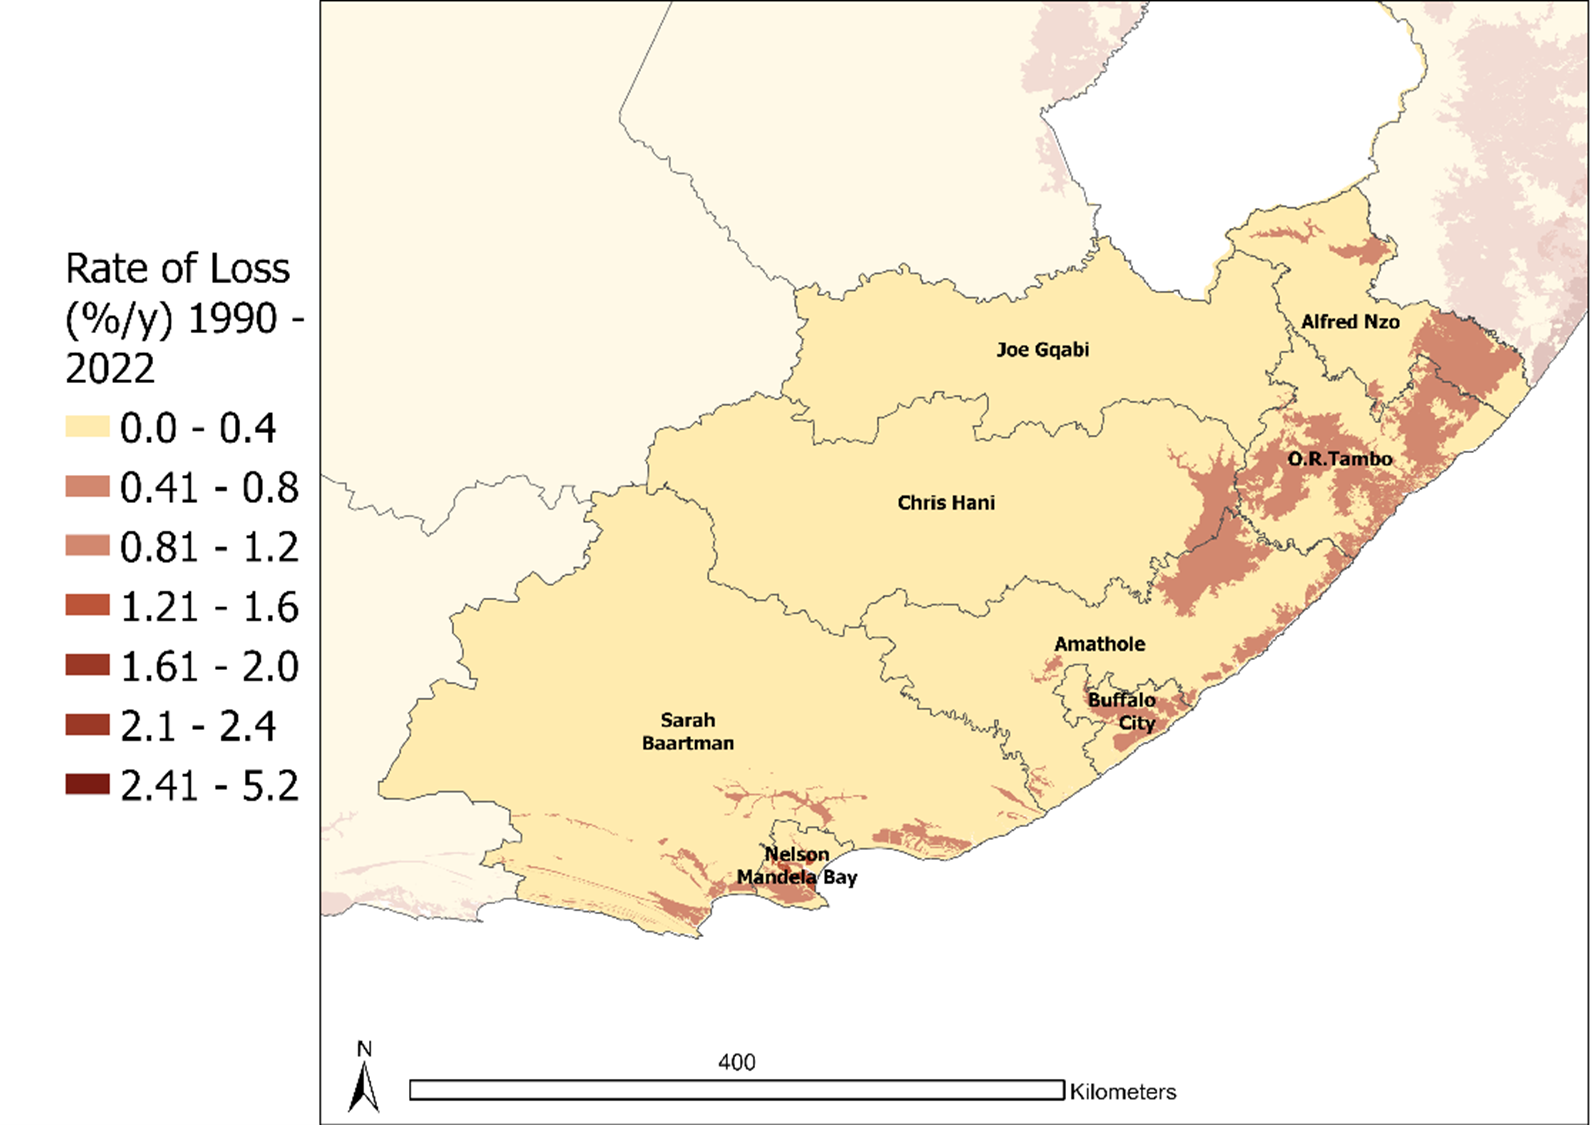 Rate of Loss
(%/y) 1990 -
2022
0.0 - 0.4
0.41 - 0.8
0.81 - 1.2
1.21 - 1.6
1.61 - 2.0
2.1 - 2.4
2.41 - 5.2
Alfred Nzo
Joe Gqabi
O.R.Tambo
Chris Hani
Amathole
Buffalo
City
Sarah
Baartman
Nelson
Mandela Bay
N
400
Kilometers